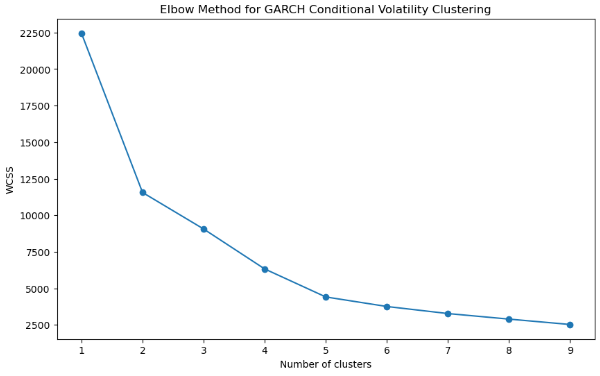 Elbow Method for GARCH Conditional Volatility Clustering
22500
20000
17500
15000
12500
10000
7500
5000
2500
WCSS
1 2 3 4 5 6 7 8 9
Number of clusters